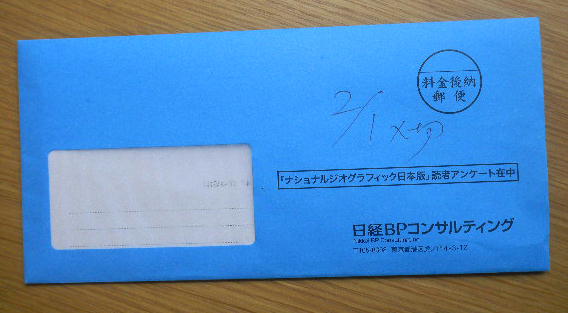 料金後納
郵便
2/1 〆切
「ナショナルジオグラフィック日本版」読者アンケート在中
日経BPコンサルティング